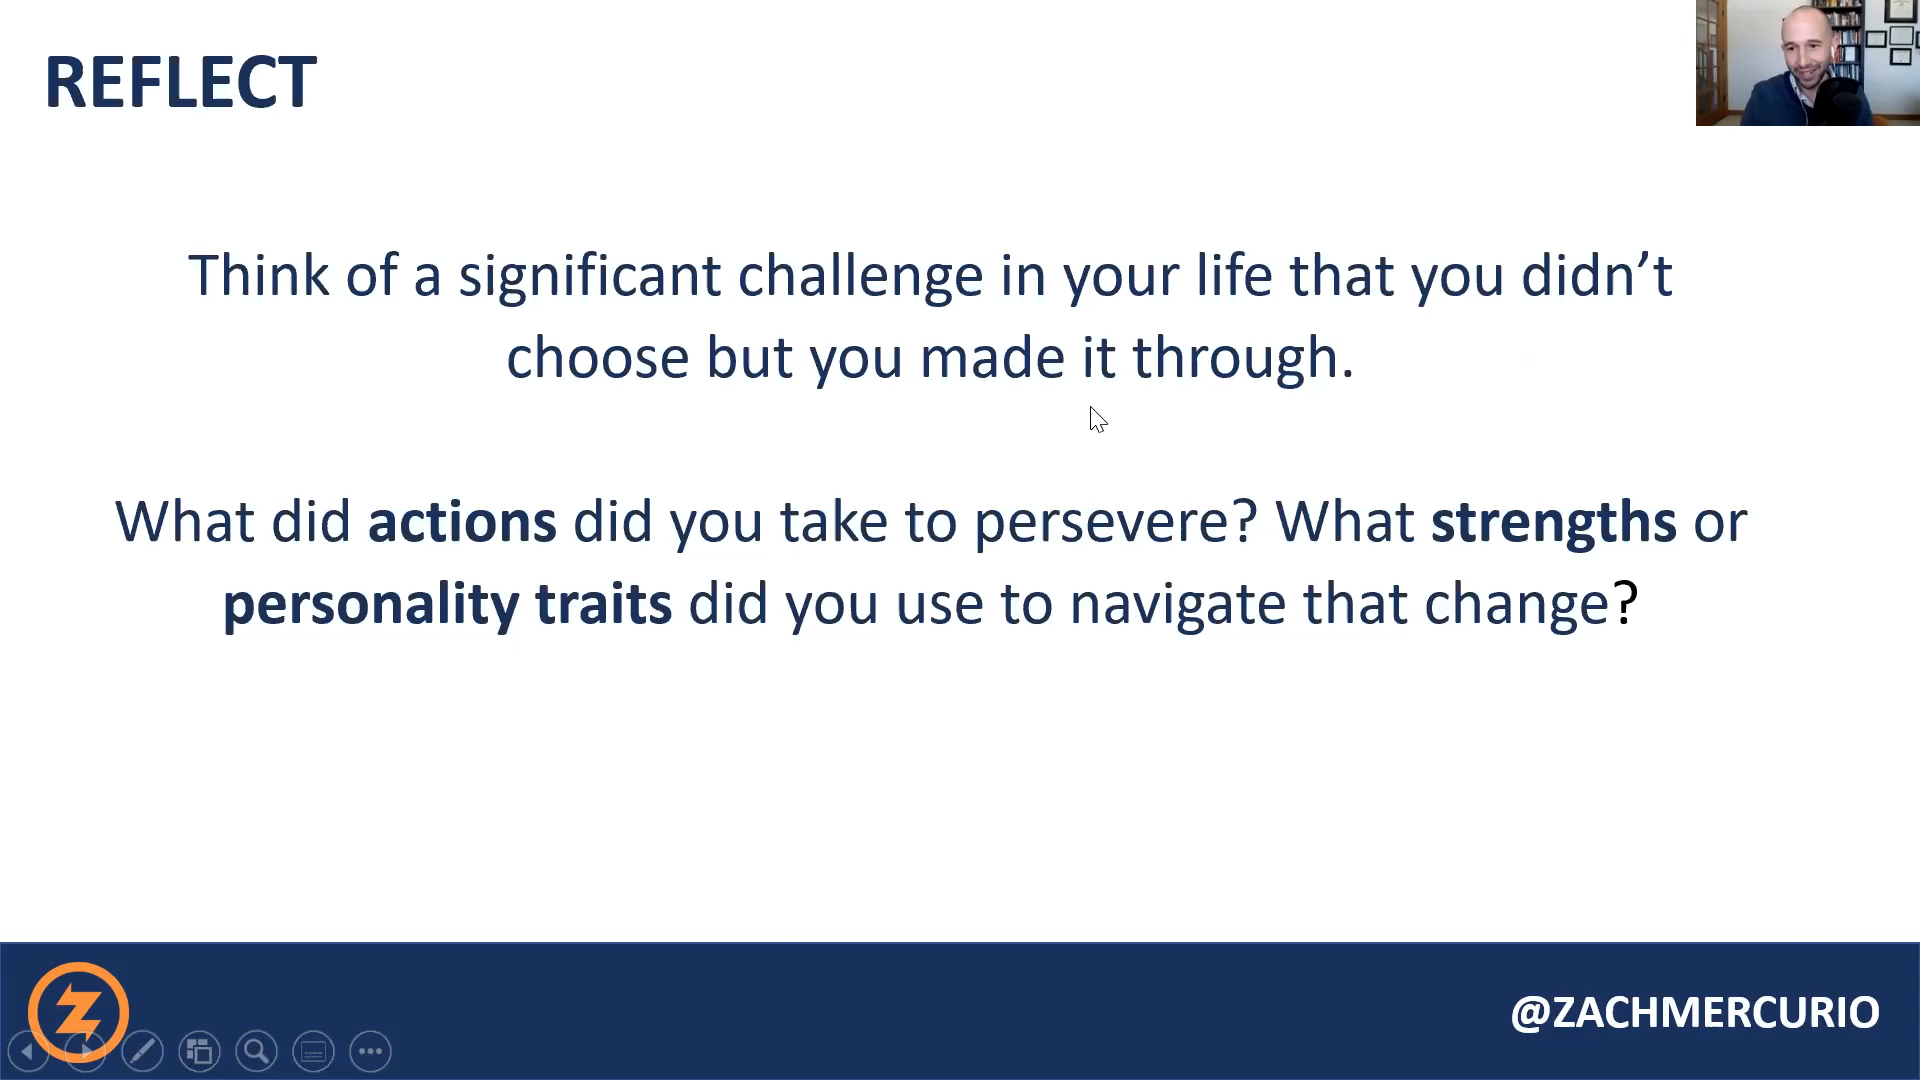 REFLECT
Think of a significant challenge in your life that you didn’t
choose but you made it through.
What did actions did you take to persevere? What strengths or
personality traits did you use to navigate that change?
@ZACHMERCURIO